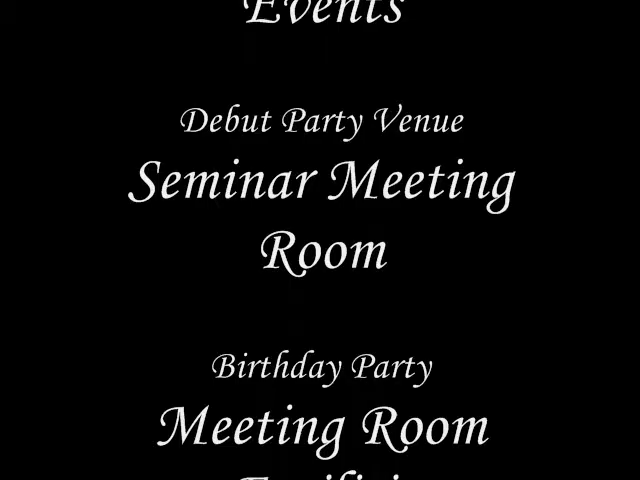 Events
Debut Party Venue
Seminar Meeting
Room
Birthday Party
Meeting Room